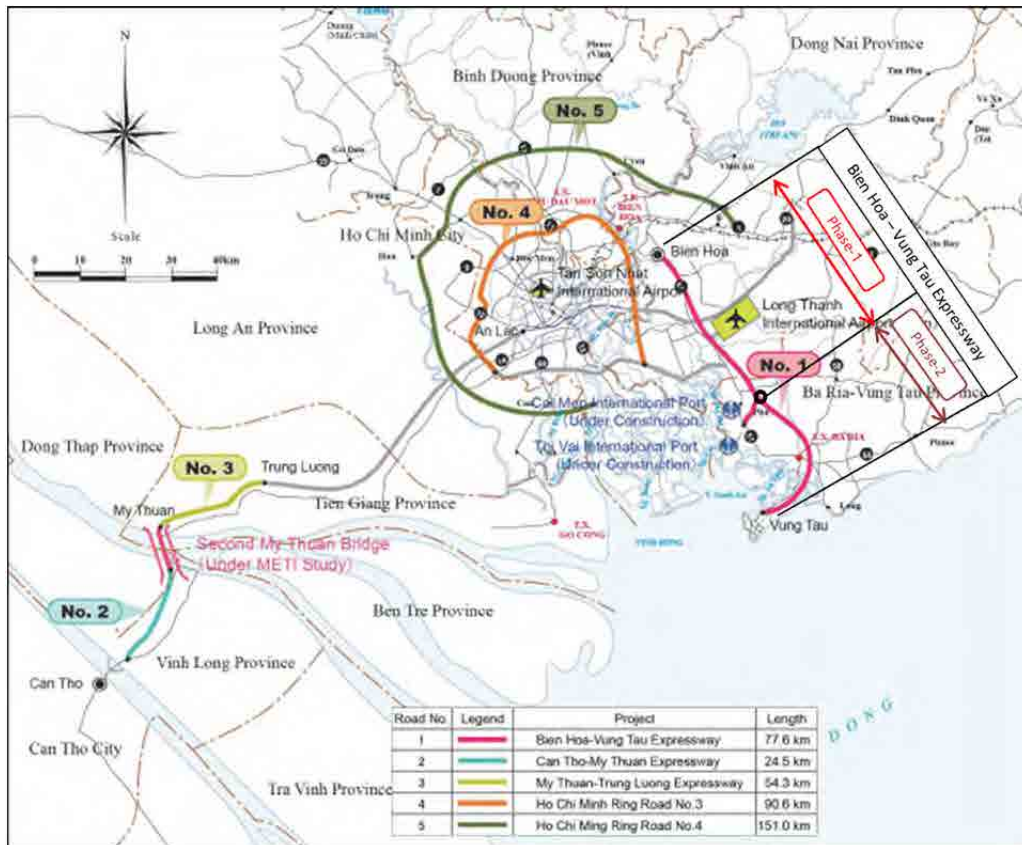 N
Scale
0 10 20 40km
Dong Nai Province
Binh Duong Province
No. 5
No. 4
Ho Chi Minh City
Bien Hoa
Tan Son Nhat
International Airport
Long Thanh
International Airport
An Lac
Long An Province
No. 1
Ba Ria-Vung Tau Province
Cai Mep International Port
(Under Construction)
Thi Vai International Port
(Under Construction)
Bien Hoa – Vung Tau Expressway
Phase-1
Phase-2
Vung Tau
Dong Thap Province
No. 3
Trung Luong
My Thuan
Tien Giang Province
Second My Thuan Bridge
(Under METI Study)
No. 2
Ben Tre Province
Vinh Long Province
Can Tho
Can Tho City
Tra Vinh Province
DONG
Road No. Legend Project Length
1 Bien Hoa-Vung Tau Expressway 77.6 km
2 Can Tho-My Thuan Expressway 24.5 km
3 My Thuan-Trung Luong Expressway 54.3 km
4 Ho Chi Minh Ring Road No.3 90.6 km
5 Ho Chi Ming Ring Road No.4 151.0 km